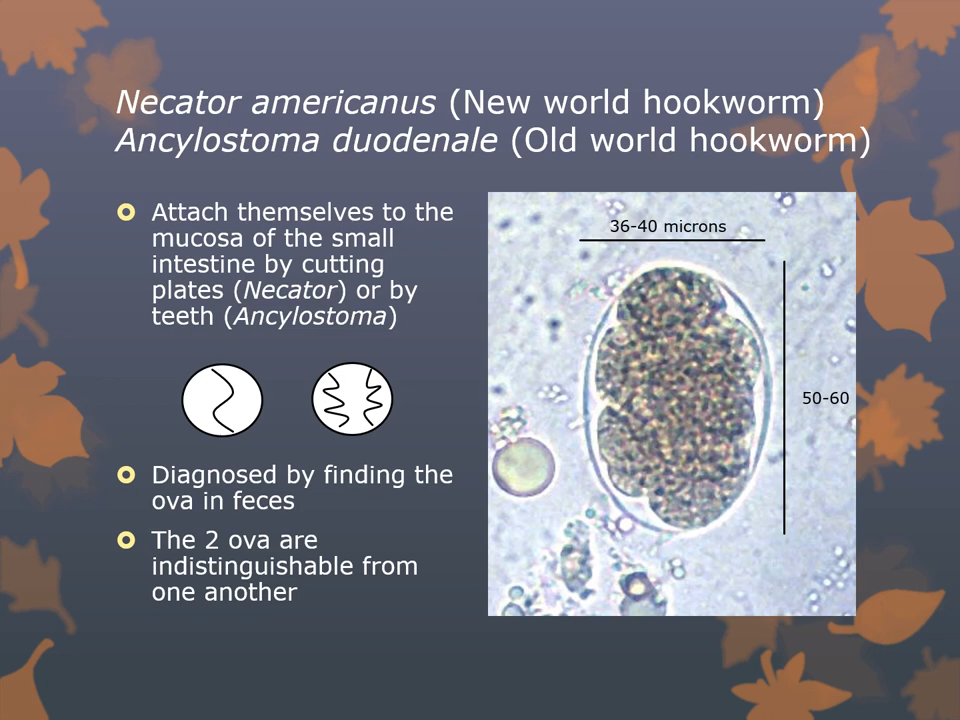 Necator americanus (New world hookworm)
Ancylostoma duodenale (Old world hookworm)
Attach themselves to the
mucosa of the small
intestine by cutting
plates (Necator) or by
teeth (Ancylostoma)
Diagnosed by finding the
ova in feces
The 2 ova are
indistinguishable from
one another
36-40 microns
50-60